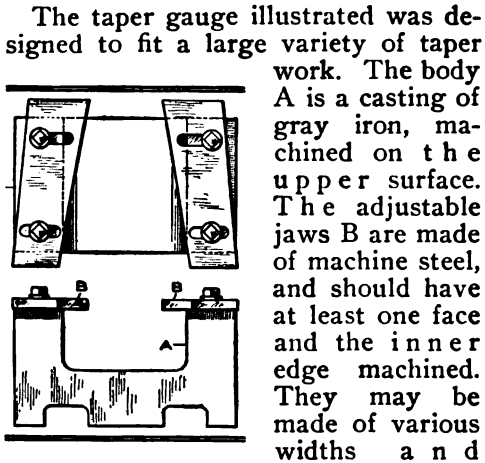 The taper gauge illustrated was de-
signed to fit a large variety of taper
work. The body
A is a casting of
gray iron, ma-
chined on the
upper surface.
The adjustable
jaws B are made
of machine steel,
and should have
at least one face
and the inner
edge machined.
They may be
made of various
widths and
B B
A